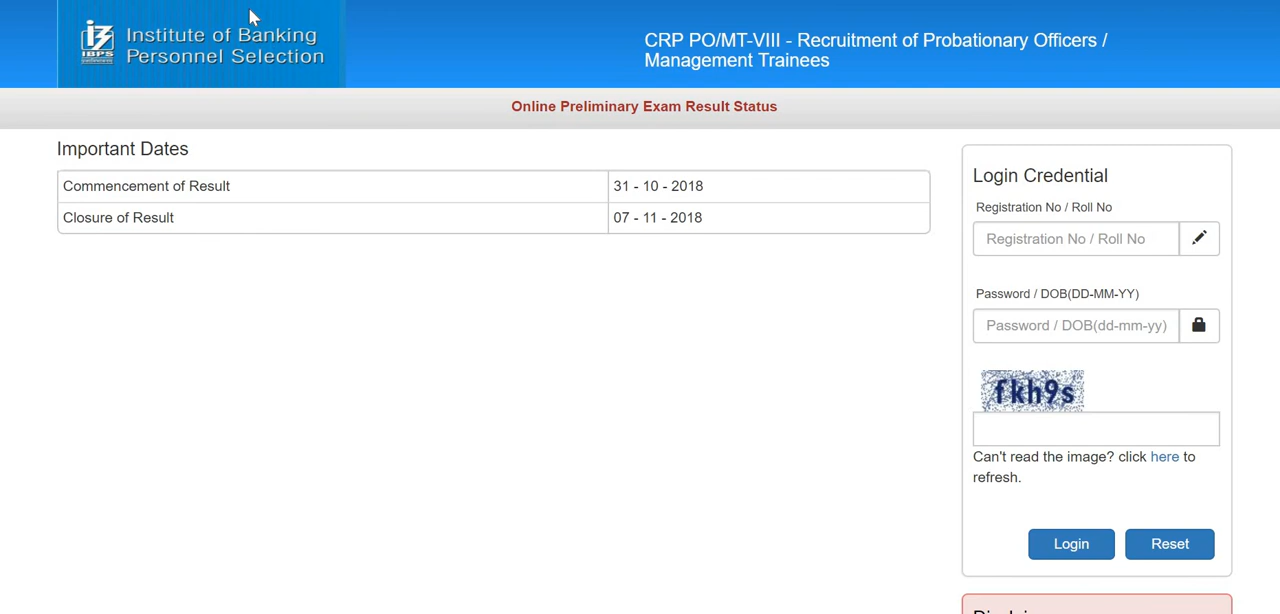 IBPS
Institute of Banking
Personnel Selection
CRP PO/MT-VIII - Recruitment of Probationary Officers /
Management Trainees
Online Preliminary Exam Result Status
Important Dates
Commencement of Result 31 - 10 - 2018
Closure of Result 07 - 11 - 2018
Login Credential
Registration No / Roll No
Registration No / Roll No
Password / DOB(DD-MM-YY)
Password / DOB(dd-mm-yy)
fkh9s
Can't read the image? click here to
refresh.
Login Reset